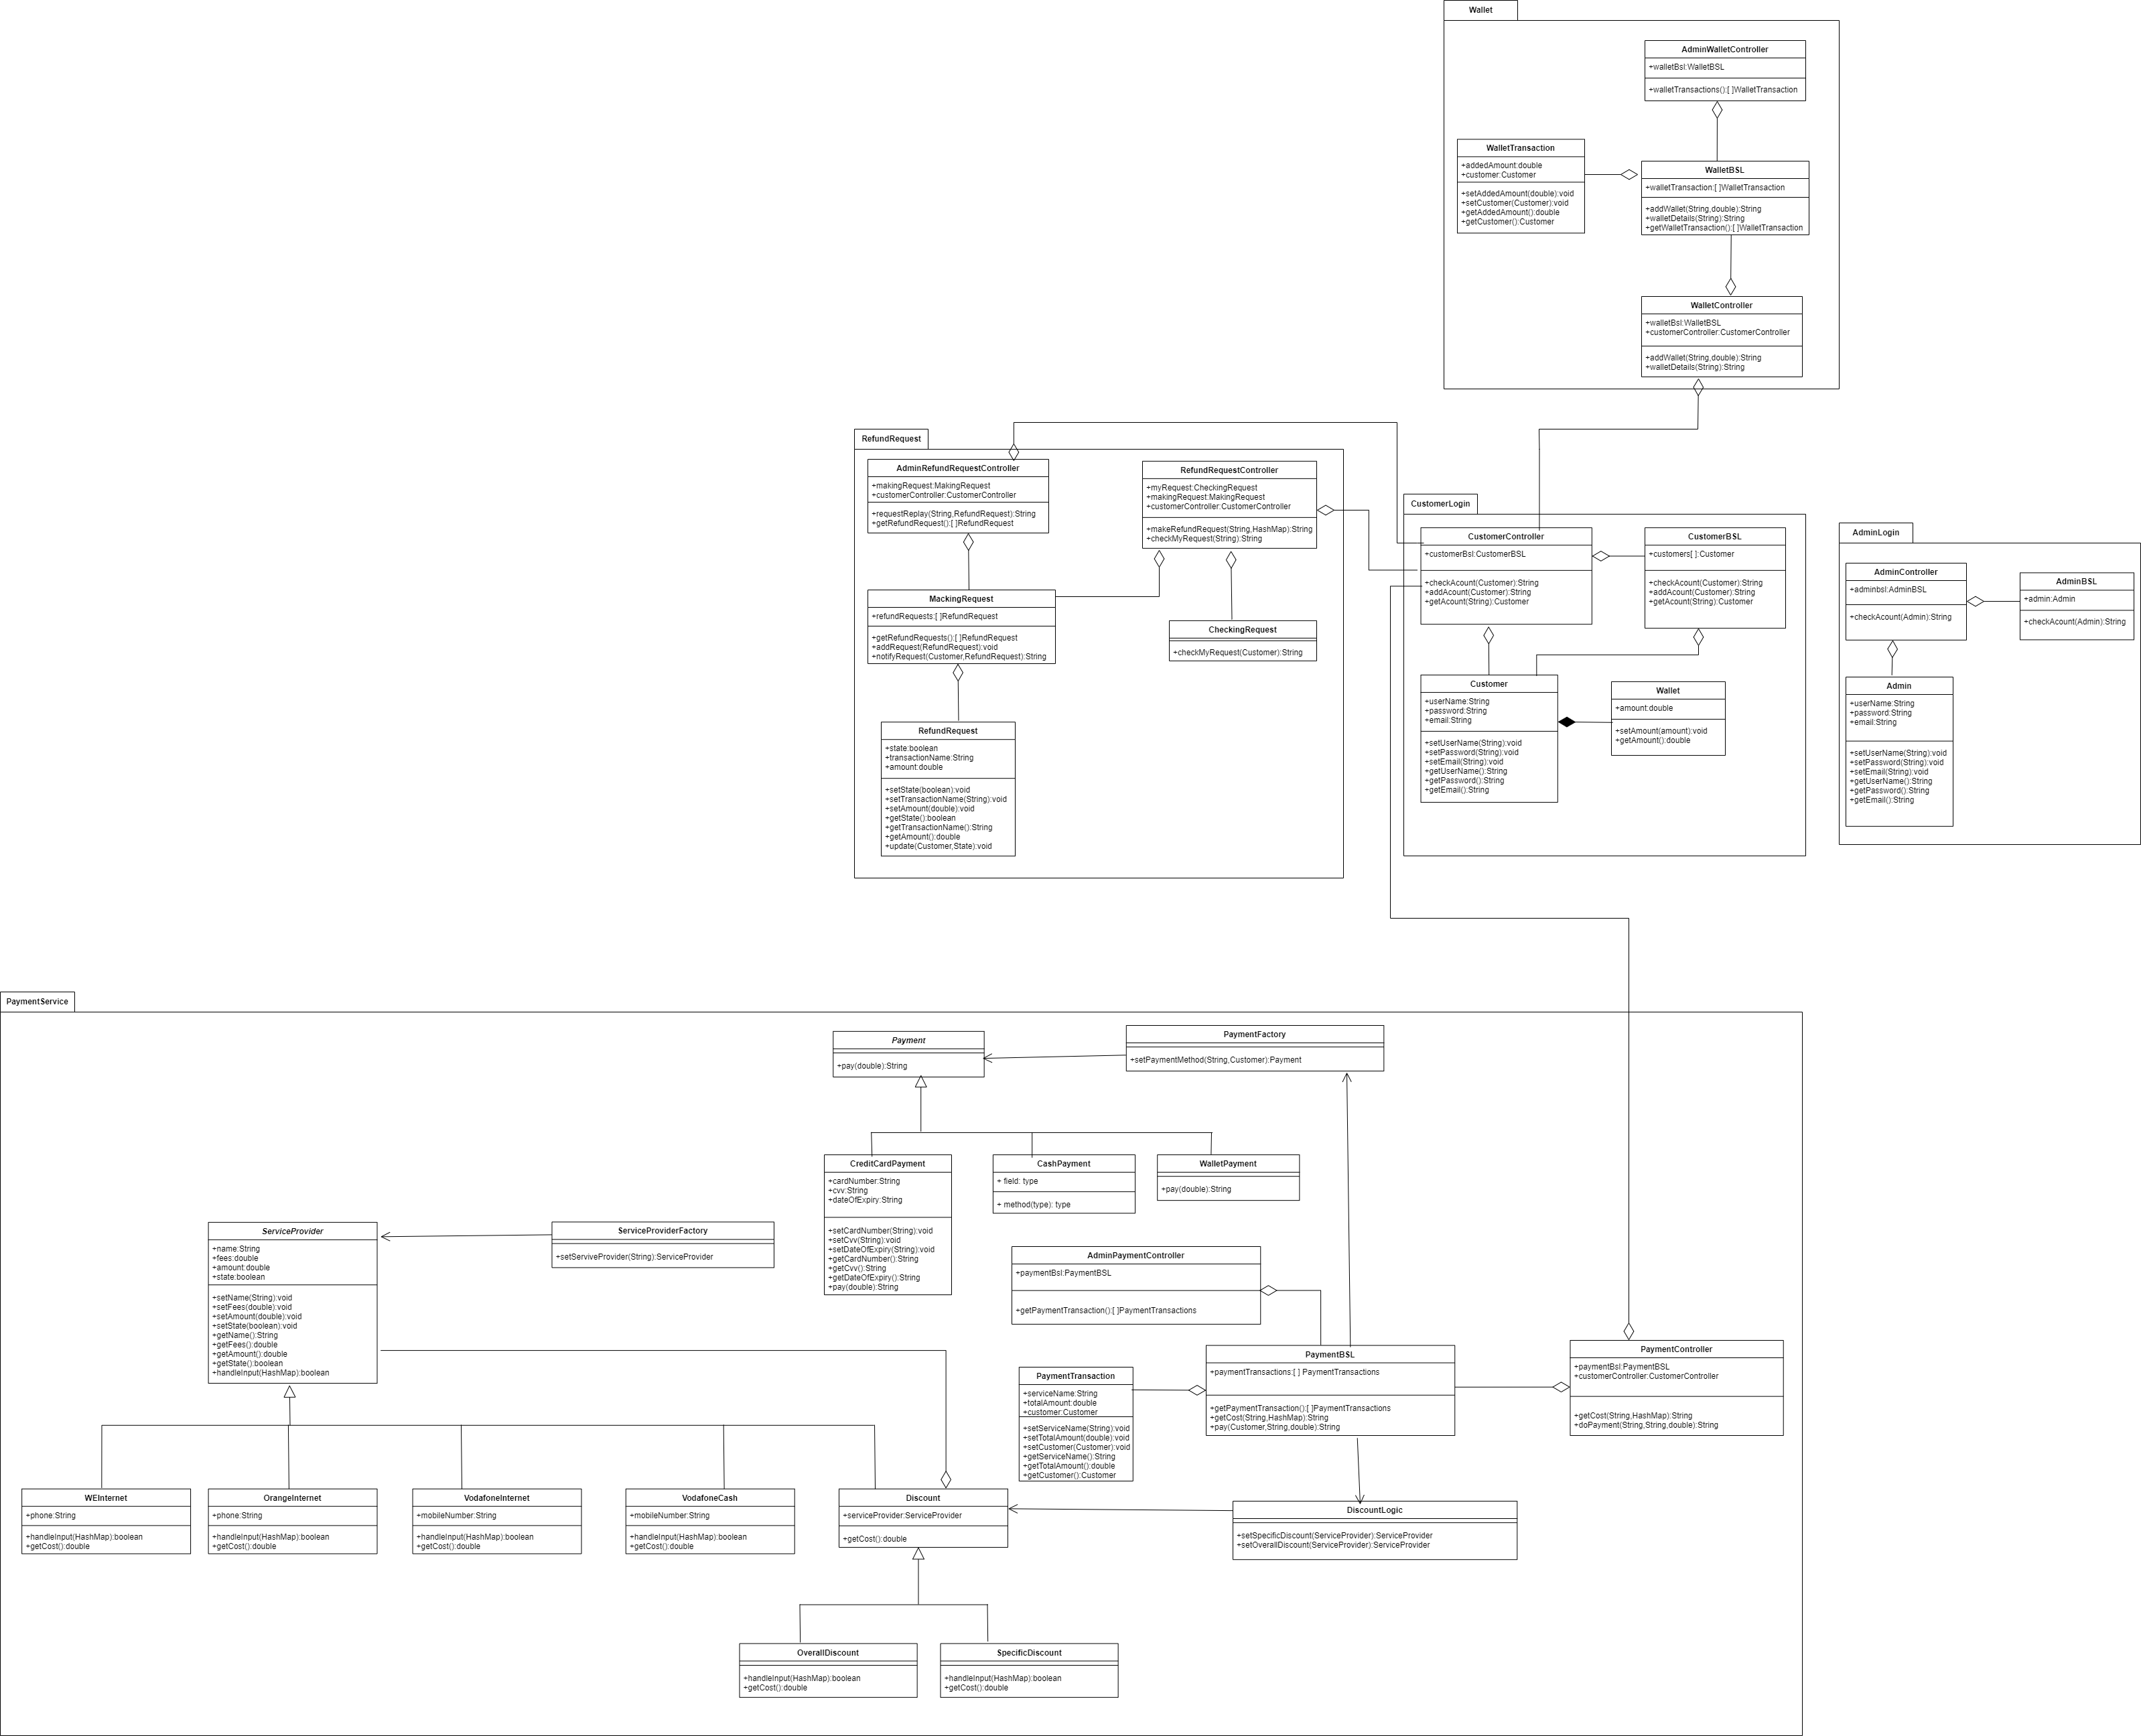 Wallet
AdminWalletController
+walletBsl:WalletBSL
+walletTransactions():[ ]WalletTransaction
WalletTransaction
+addedAmount:double
+customer:Customer
+setAddedAmount(double):void
+setCustomer(Customer):void
+getAddedAmount():double
+getCustomer():Customer
WalletBSL
+walletTransaction:[ ]WalletTransaction
+addWallet(String,double):String
+walletDetails(String):String
+getWalletTransaction():[ ]WalletTransaction
WalletController
+walletBsl:WalletBSL
+customerController:CustomerController
+addWallet(String,double):String
+walletDetails(String):String
RefundRequest
AdminRefundRequestController
+makingRequest:MakingRequest
+customerController:CustomerController
+requestReplay(String,RefundRequest):String
+getRefundRequest():[ ]RefundRequest
RefundRequestController
+myRequest:CheckingRequest
+makingRequest:MakingRequest
+customerController:CustomerController
+makeRefundRequest(String,HashMap):String
+checkMyRequest(String):String
MackingRequest
+refundRequests:[ ]RefundRequest
+getRefundRequests():[ ]RefundRequest
+addRequest(RefundRequest):void
+notifyRequest(Customer,RefundRequest):String
CheckingRequest
+checkMyRequest(Customer):String
RefundRequest
+state:boolean
+transactionName:String
+amount:double
+setState(boolean):void
+setTransactionName(String):void
+setAmount(double):void
+getState():boolean
+getTransactionName():String
+getAmount():double
+update(Customer,State):void
CustomerLogin
CustomerController
+customerBsl:CustomerBSL
+checkAcount(Customer):String
+addAcount(Customer):String
+getAcount(String):Customer
CustomerBSL
+customers[ ]:Customer
+checkAcount(Customer):String
+addAcount(Customer):String
+getAcount(String):Customer
Customer
+userName:String
+password:String
+email:String
+setUserName(String):void
+setPassword(String):void
+setEmail(String):void
+getUserName():String
+getPassword():String
+getEmail():String
Wallet
+amount:double
+setAmount(amount):void
+getAmount():double
AdminLogin
AdminController
+adminbsl:AdminBSL
+checkAcount(Admin):String
AdminBSL
+admin:Admin
+checkAcount(Admin):String
Admin
+userName:String
+password:String
+email:String
+setUserName(String):void
+setPassword(String):void
+setEmail(String):void
+getUserName():String
+getPassword():String
+getEmail():String
PaymentService
Payment
+pay(double):String
PaymentFactory
+setPaymentMethod(String,Customer):Payment
CreditCardPayment
+cardNumber:String
+cvv:String
+dateOfExpiry:String
+setCardNumber(String):void
+setCvv(String):void
+setDateOfExpiry(String):void
+getCardNumber():String
+getCvv():String
+getDateOfExpiry():String
+pay(double):String
CashPayment
+ field: type
+ method(type): type
WalletPayment
+pay(double):String
ServiceProvider
+name:String
+fees:double
+amount:double
+state:boolean
+setName(String):void
+setFees(double):void
+setAmount(double):void
+setState(boolean):void
+getName():String
+getFees():double
+getAmount():double
+getState():boolean
+handleInput(HashMap):boolean
ServiceProviderFactory
+setServiveProvider(String):ServiceProvider
AdminPaymentController
+paymentBsl:PaymentBSL
+getPaymentTransaction():[ ]PaymentTransactions
PaymentTransaction
+serviceName:String
+totalAmount:double
+customer:Customer
+setServiceName(String):void
+setTotalAmount(double):void
+setCustomer(Customer):void
+getServiceName():String
+getTotalAmount():double
+getCustomer():Customer
PaymentBSL
+paymentTransactions:[ ] PaymentTransactions
+getPaymentTransaction():[ ]PaymentTransactions
+getCost(String,HashMap):String
+pay(Customer,String,double):String
PaymentController
+paymentBsl:PaymentBSL
+customerController:CustomerController
+getCost(String,HashMap):String
+doPayment(String,String,double):String
WEInternet
+phone:String
+handleInput(HashMap):boolean
+getCost():double
OrangeInternet
+phone:String
+handleInput(HashMap):boolean
+getCost():double
VodafoneInternet
+mobileNumber:String
+handleInput(HashMap):boolean
+getCost():double
VodafoneCash
+mobileNumber:String
+handleInput(HashMap):boolean
+getCost():double
Discount
+serviceProvider:ServiceProvider
+getCost():double
DiscountLogic
+setSpecificDiscount(ServiceProvider):ServiceProvider
+setOverallDiscount(ServiceProvider):ServiceProvider
OverallDiscount
+handleInput(HashMap):boolean
+getCost():double
SpecificDiscount
+handleInput(HashMap):boolean
+getCost():double